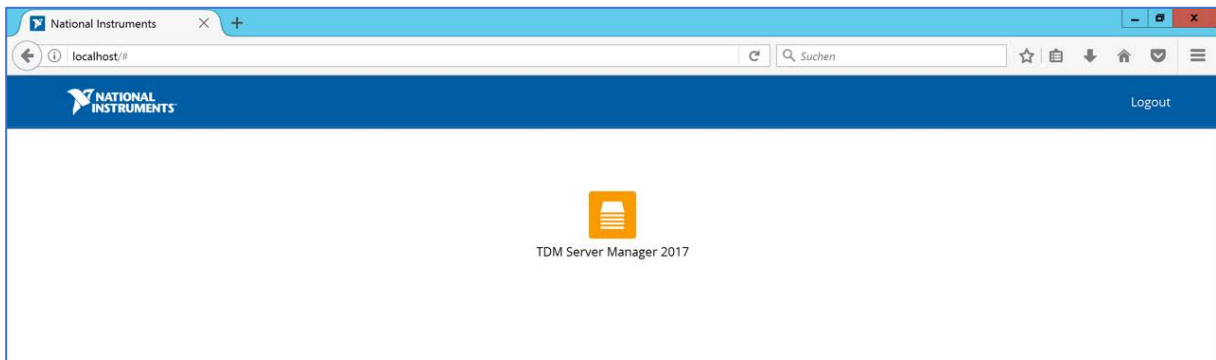 National Instruments
localhost/#
Suchen
NATIONAL
INSTRUMENTS
Logout
TDM Server Manager 2017